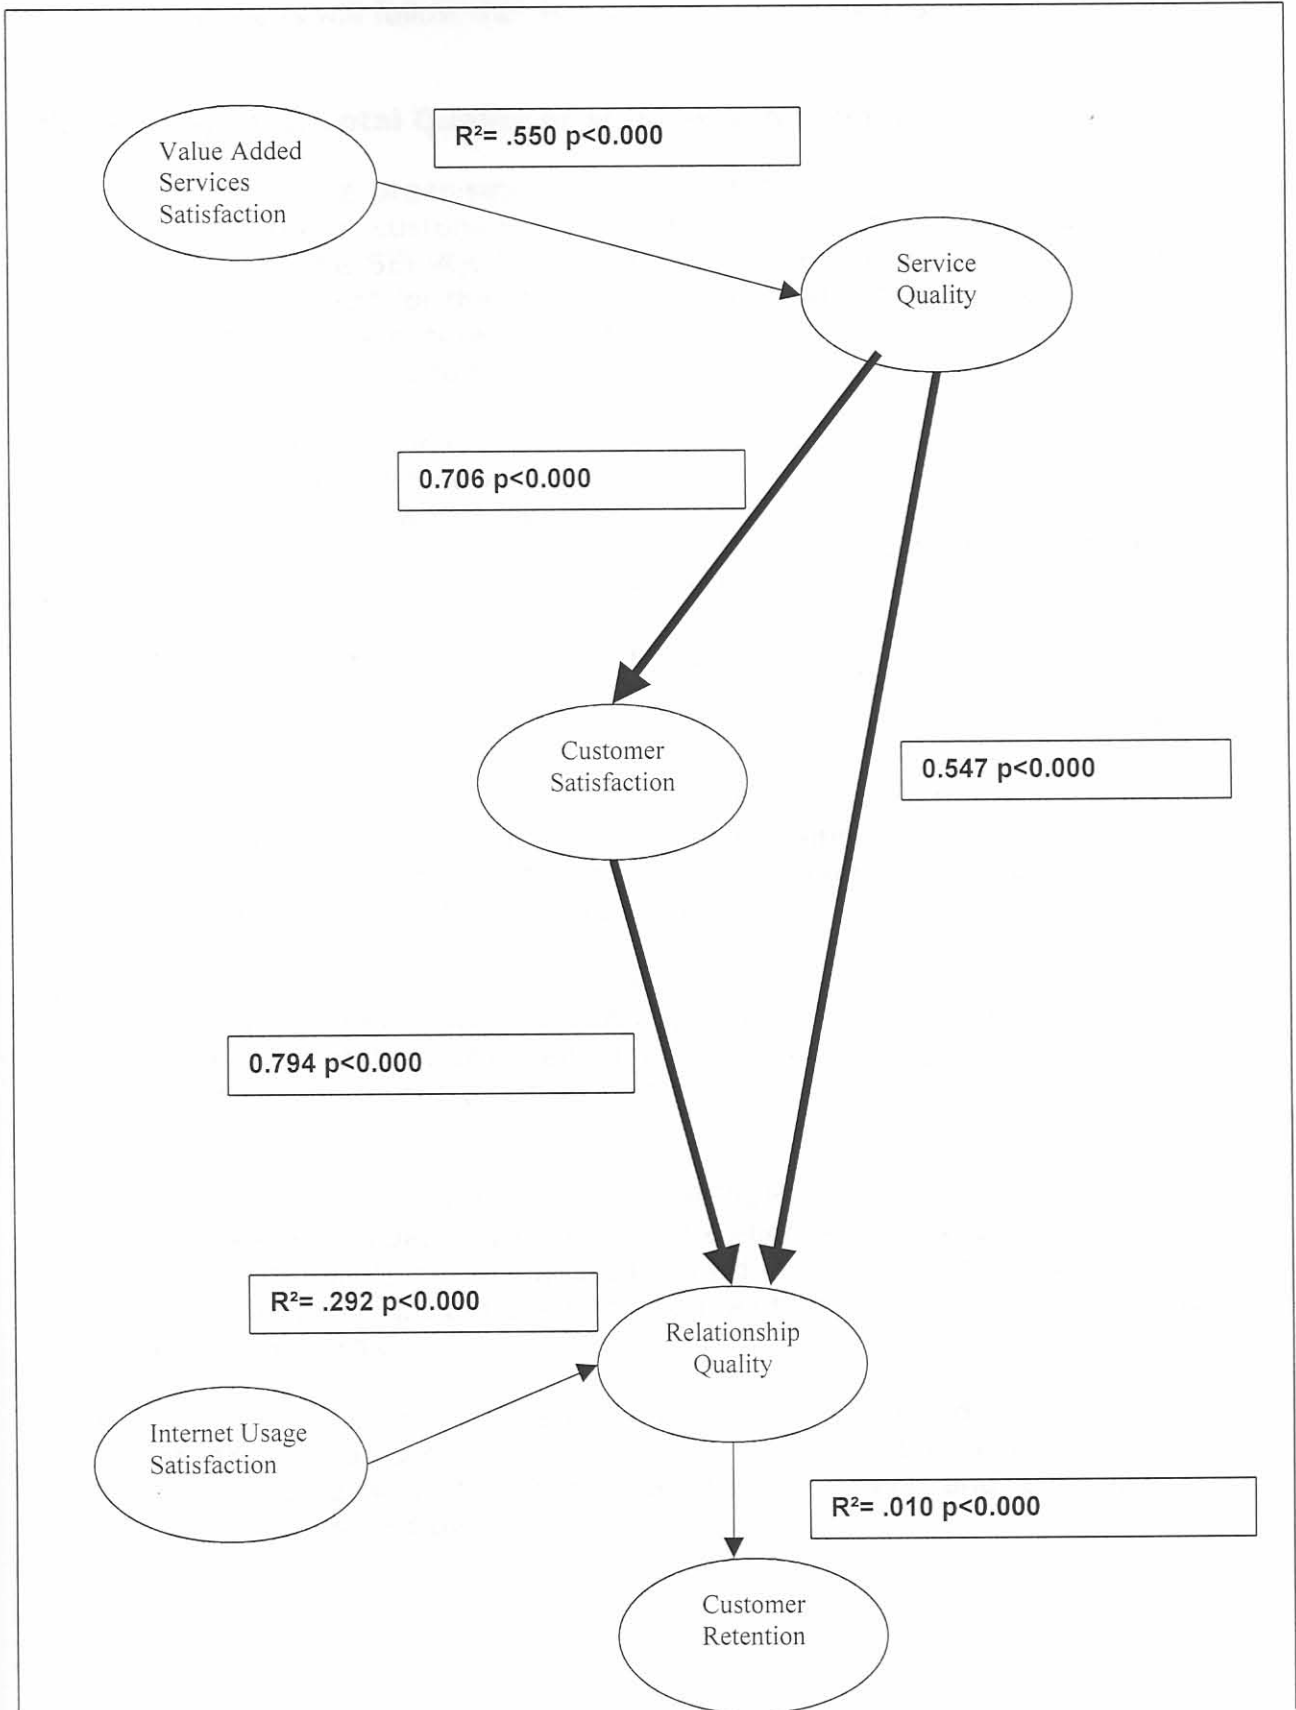 R²= .550 p<0.000
Value Added
Services
Satisfaction
Service
Quality
0.706 p<0.000
Customer
Satisfaction
0.547 p<0.000
0.794 p<0.000
R²= .292 p<0.000
Relationship
Quality
Internet Usage
Satisfaction
R²= .010 p<0.000
Customer
Retention